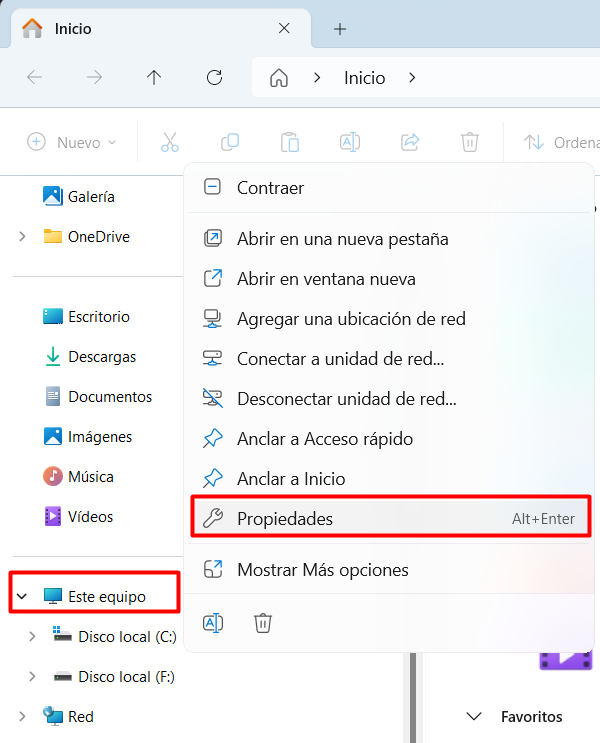 Inicio
Inicio
Nuevo
Ordena
Galería
OneDrive
Escritorio
Descargas
Documentos
Imágenes
Música
Vídeos
Este equipo
Disco local (C:)
Disco local (F:)
Red
Contraer
Abrir en una nueva pestaña
Abrir en ventana nueva
Agregar una ubicación de red
Conectar a unidad de red...
Desconectar unidad de red...
Anclar a Acceso rápido
Anclar a Inicio
Propiedades Alt+Enter
Mostrar Más opciones
Favoritos